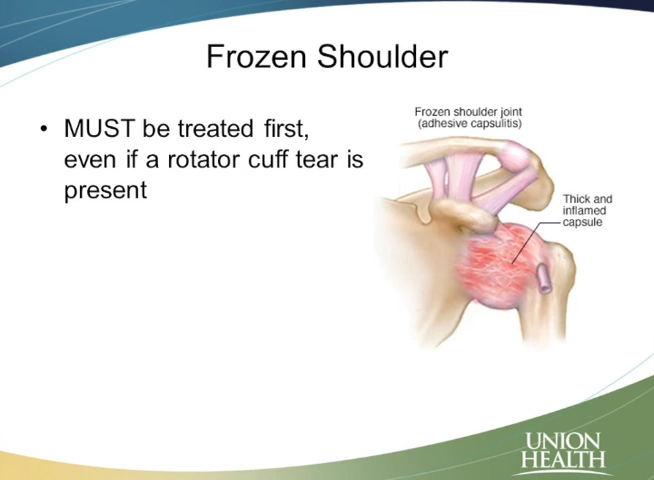 Frozen Shoulder
• MUST be treated first,
even if a rotator cuff tear is
present
Frozen shoulder joint
(adhesive capsulitis)
Thick and
inflamed
capsule
UNION
HEALTH